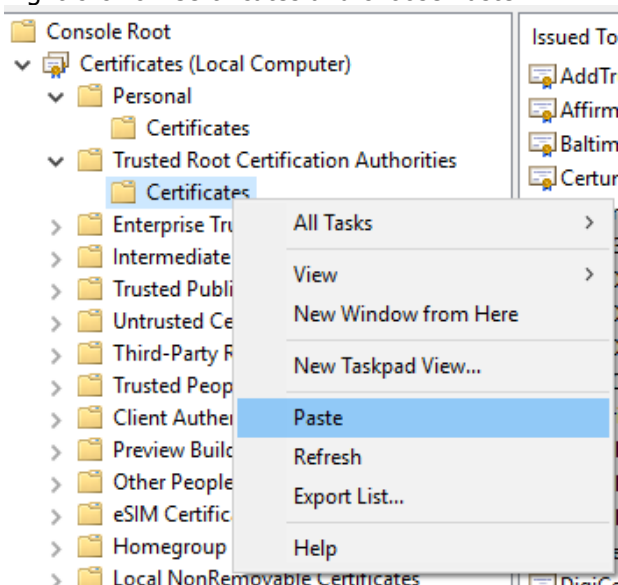 Console Root
Certificates (Local Computer)
Personal
Certificates
Trusted Root Certification Authorities
Certificates
Enterprise Tru
Intermediate
Trusted Publi
Untrusted Ce
Third-Party R
Trusted Peop
Client Authe
Preview Build
Other People
eSIM Certific
Homegroup
Local NonRemovable Certificates
All Tasks
View
New Window from Here
New Taskpad View...
Paste
Refresh
Export List...
Help
Issued To
AddTr
Affirm
Baltim
Certur
DigiCe